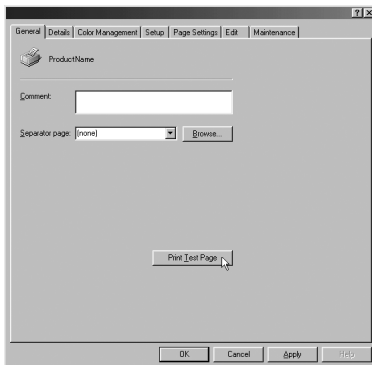 General Details Color Management Setup Page Settings Edit Maintenance
ProductName
Comment:
Separator page: (none) Browse...
Print Test Page
OK Cancel Apply Help